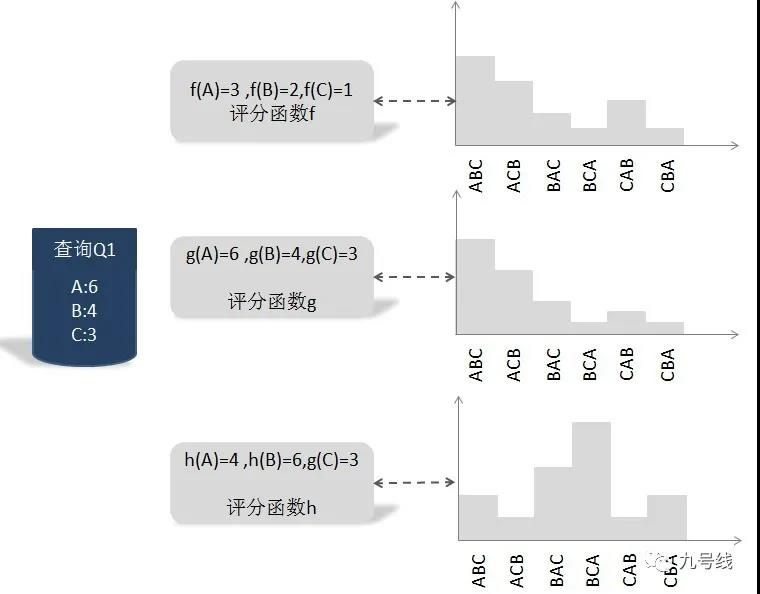 f(A)=3 ,f(B)=2,f(C)=1
评分函数f
ABC
ACB
BAC
BCA
CAB
CBA
查询Q1
A:6
B:4
C:3
g(A)=6 ,g(B)=4,g(C)=3
评分函数g
ABC
ACB
BAC
BCA
CAB
CBA
h(A)=4 ,h(B)=6,g(C)=3
评分函数h
ABC
ACB
BAC
BCA
CAB
CBA
九号线